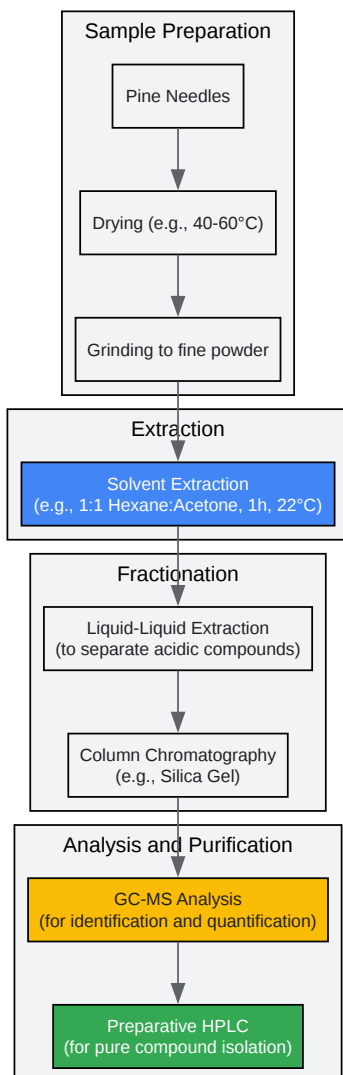 Sample Preparation
Pine Needles
Drying (e.g., 40-60°C)
Grinding to fine powder
Extraction
Solvent Extraction
(e.g., 1:1 Hexane:Acetone, 1h, 22°C)
Fractionation
Liquid-Liquid Extraction
(to separate acidic compounds)
Column Chromatography
(e.g., Silica Gel)
Analysis and Purification
GC-MS Analysis
(for identification and quantification)
Preparative HPLC
(for pure compound isolation)